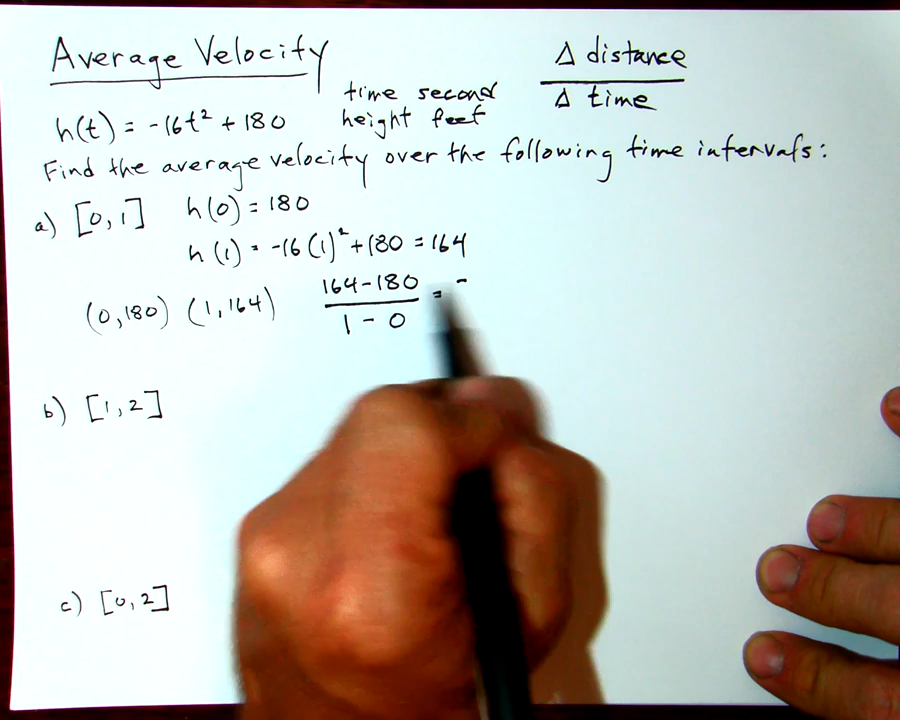 Average Velocity
Δ distance
Δ time
time second
height feet
h(t) = -16t² + 180
Find the average velocity over the following time intervals:
a) [0,1] h(0) = 180
h(1) = -16(1)² + 180 = 164
(0,180) (1,164) 164-180 / 1 - 0 = -
b) [1,2]
c) [0,2]